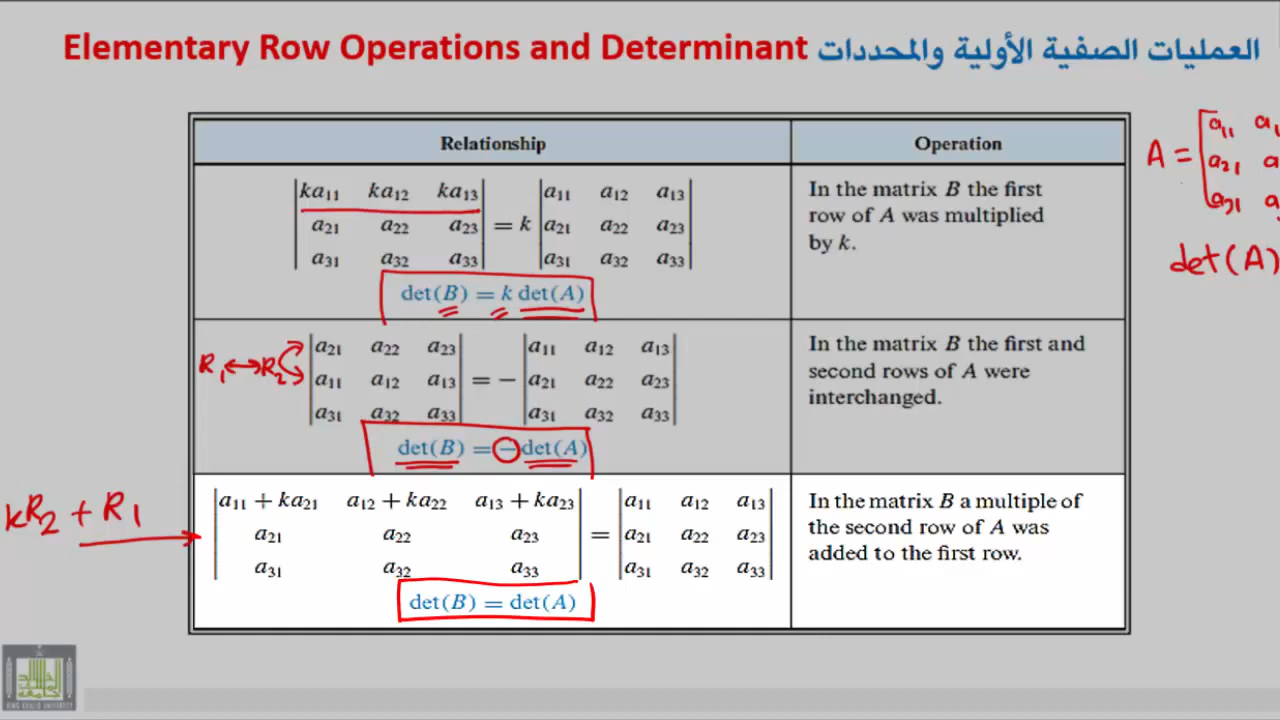 Elementary Row Operations and Determinant العمليات الصفية الأولية والمحددات
Relationship Operation
|ka₁₁ ka₁₂ ka₁₃| |a₁₁ a₁₂ a₁₃|
|a₂₁ a₂₂ a₂₃| = k |a₂₁ a₂₂ a₂₃|
|a₃₁ a₃₂ a₃₃| |a₃₁ a₃₂ a₃₃|
det(B) = k det(A)
In the matrix B the first
row of A was multiplied
by k.
R₁ ↔ R₂
|a₂₁ a₂₂ a₂₃| |a₁₁ a₁₂ a₁₃|
|a₁₁ a₁₂ a₁₃| = − |a₂₁ a₂₂ a₂₃|
|a₃₁ a₃₂ a₃₃| |a₃₁ a₃₂ a₃₃|
det(B) = − det(A)
In the matrix B the first and
second rows of A were
interchanged.
kR₂ + R₁
|a₁₁ + ka₂₁ a₁₂ + ka₂₂ a₁₃ + ka₂₃| |a₁₁ a₁₂ a₁₃|
|a₂₁ a₂₂ a₂₃| = |a₂₁ a₂₂ a₂₃|
|a₃₁ a₃₂ a₃₃| |a₃₁ a₃₂ a₃₃|
det(B) = det(A)
In the matrix B a multiple of
the second row of A was
added to the first row.
a₁₁
A = a₂₁
a₃₁
det(A)
KING KHALID UNIVERSITY